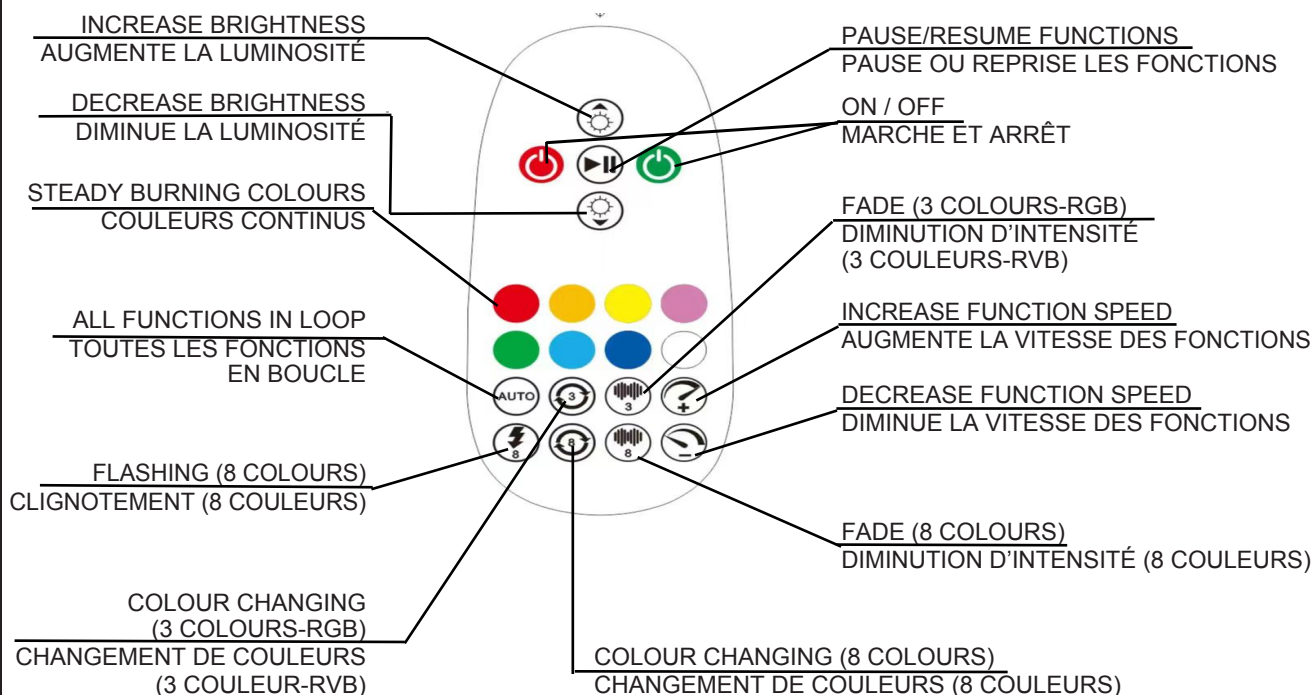 INCREASE BRIGHTNESS
AUGMENTE LA LUMINOSITÉ
DECREASE BRIGHTNESS
DIMINUE LA LUMINOSITÉ
STEADY BURNING COLOURS
COULEURS CONTINUS
ALL FUNCTIONS IN LOOP
TOUTES LES FONCTIONS
EN BOUCLE
FLASHING (8 COLOURS)
CLIGNOTEMENT (8 COULEURS)
COLOUR CHANGING
(3 COLOURS-RGB)
CHANGEMENT DE COULEURS
(3 COULEUR-RVB)
AUTO
3
3
+
8
8
8
–
PAUSE/RESUME FUNCTIONS
PAUSE OU REPRISE LES FONCTIONS
ON / OFF
MARCHE ET ARRÊT
FADE (3 COLOURS-RGB)
DIMINUTION D’INTENSITÉ
(3 COULEURS-RVB)
INCREASE FUNCTION SPEED
AUGMENTE LA VITESSE DES FONCTIONS
DECREASE FUNCTION SPEED
DIMINUE LA VITESSE DES FONCTIONS
FADE (8 COLOURS)
DIMINUTION D’INTENSITÉ (8 COULEURS)
COLOUR CHANGING (8 COLOURS)
CHANGEMENT DE COULEURS (8 COULEURS)